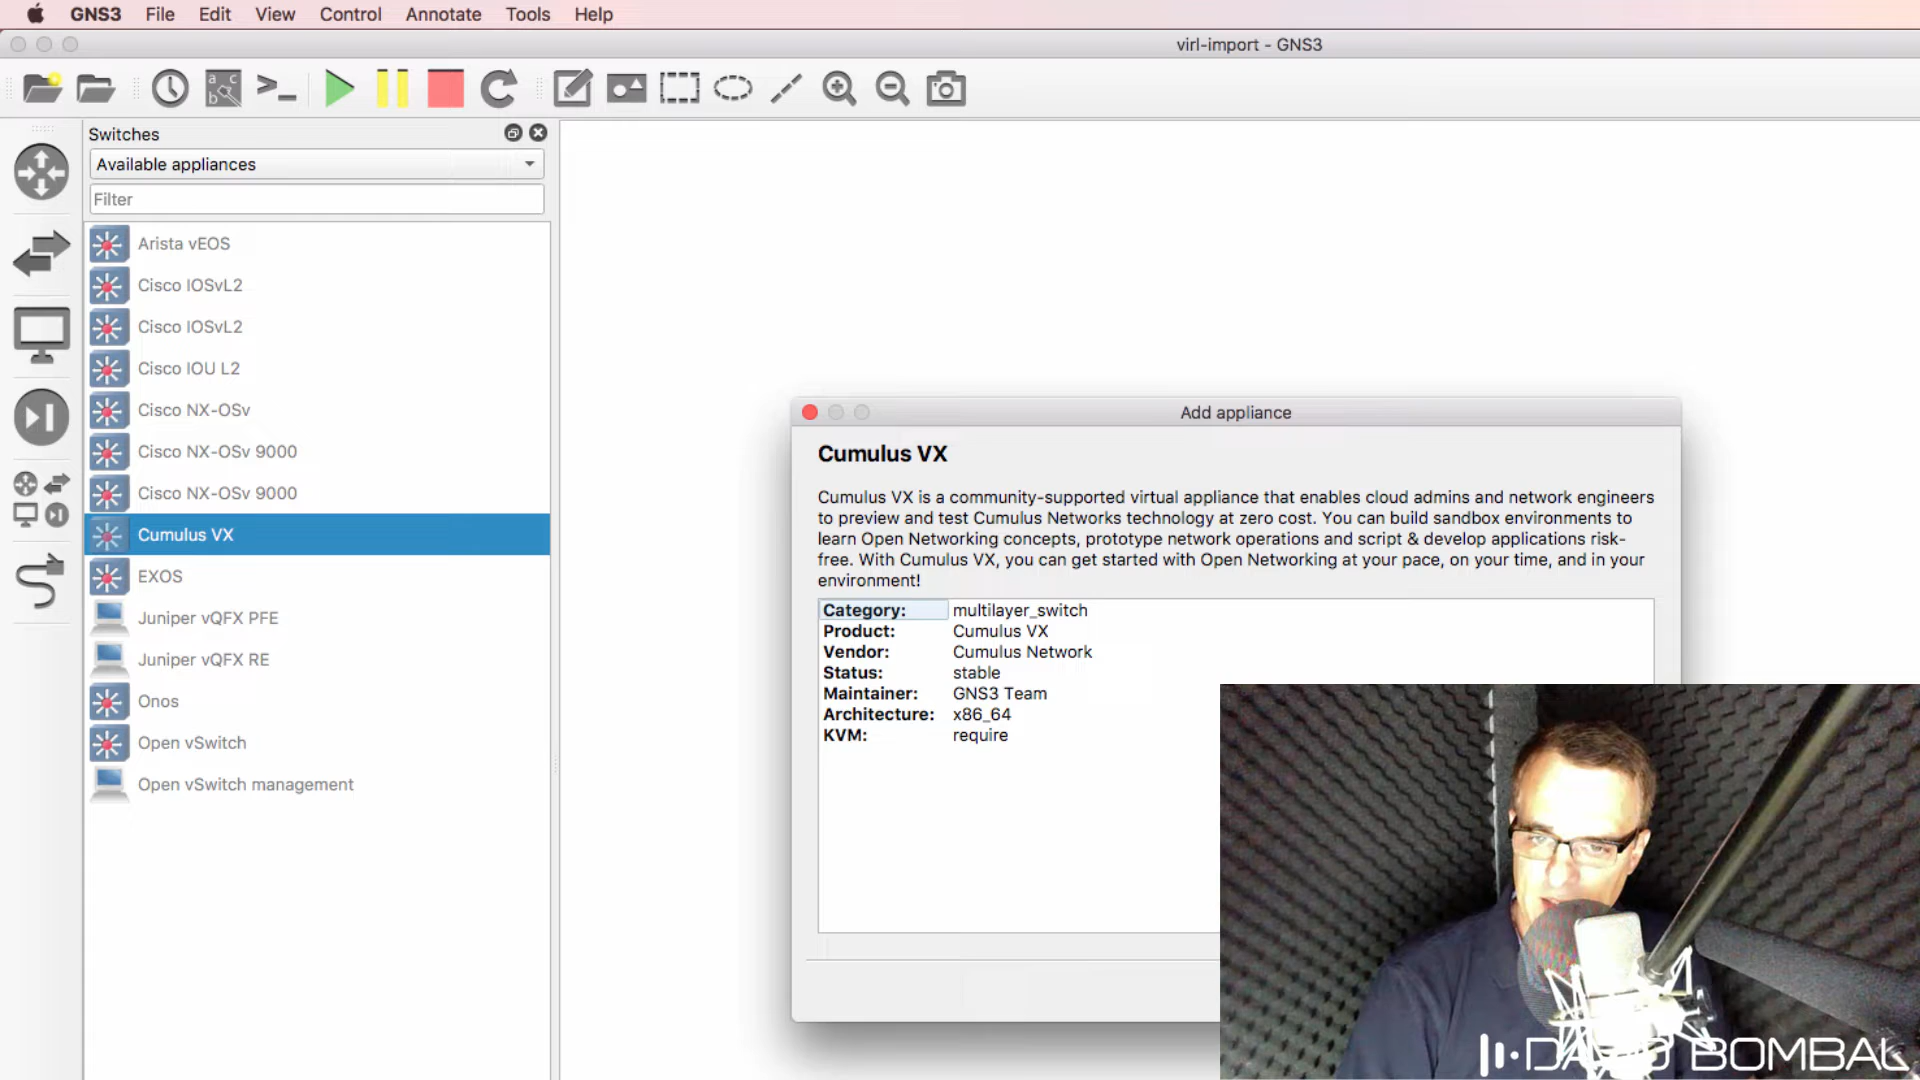 GNS3 File Edit View Control Annotate Tools Help
virl-import - GNS3
Switches
Available appliances
Filter
Arista vEOS
Cisco IOSvL2
Cisco IOSvL2
Cisco IOU L2
Cisco NX-OSv
Cisco NX-OSv 9000
Cisco NX-OSv 9000
Cumulus VX
EXOS
Juniper vQFX PFE
Juniper vQFX RE
Onos
Open vSwitch
Open vSwitch management
Add appliance
Cumulus VX
Cumulus VX is a community-supported virtual appliance that enables cloud admins and network engineers
to preview and test Cumulus Networks technology at zero cost. You can build sandbox environments to
learn Open Networking concepts, prototype network operations and script & develop applications risk-
free. With Cumulus VX, you can get started with Open Networking at your pace, on your time, and in your
environment!
Category: multilayer_switch
Product: Cumulus VX
Vendor: Cumulus Network
Status: stable
Maintainer: GNS3 Team
Architecture: x86_64
KVM: require
DAVID BOMBAL